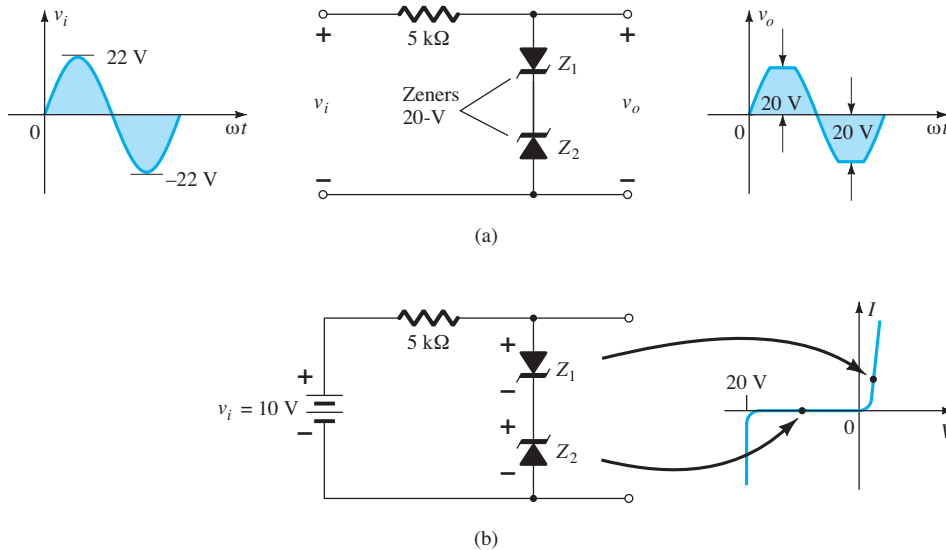 v_i
22 V
0
ωt
–22 V
+
5 kΩ
+
Z_1
v_i
Zeners
20-V
v_o
Z_2
–
–
v_o
20 V
20 V
0
ωt
(a)
5 kΩ
+
Z_1
–
+
v_i = 10 V
–
+
Z_2
–
I
20 V
0
(b)